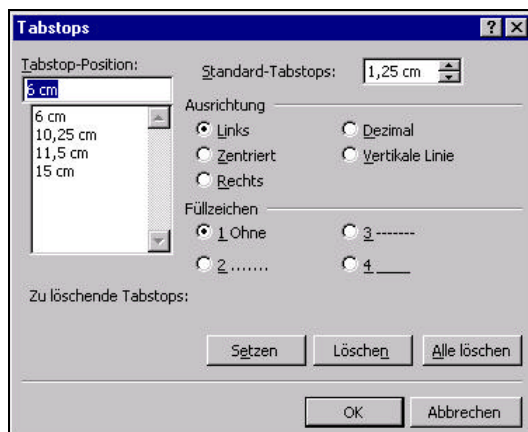 Tabstops
Tabstop-Position:
6 cm
6 cm
10,25 cm
11,5 cm
15 cm
Standard-Tabstops: 1,25 cm
Ausrichtung
Links
Dezimal
Zentriert
Vertikale Linie
Rechts
Füllzeichen
1 Ohne
3 -------
2 .......
4 ____
Zu löschende Tabstops:
Setzen
Löschen
Alle löschen
OK
Abbrechen